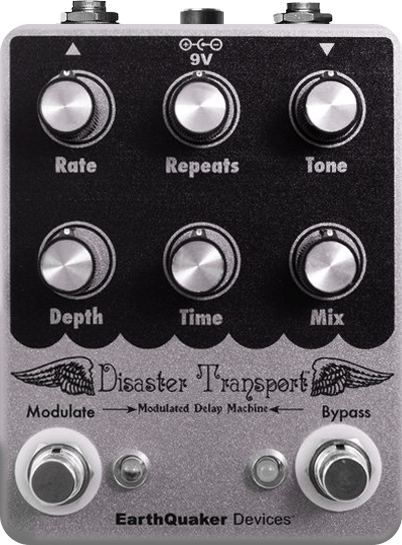 9V
Rate Repeats Tone
Depth Time Mix
Disaster Transport
Modulate Modulated Delay Machine Bypass
EarthQuaker Devices